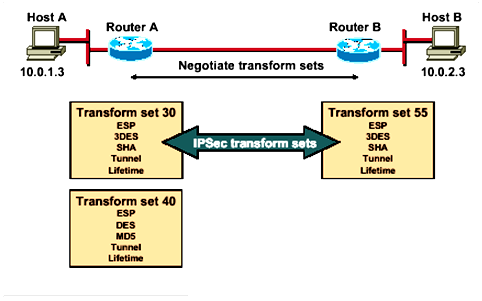 Host A
Router A
Router B
Host B
10.0.1.3
Negotiate transform sets
10.0.2.3
Transform set 30
ESP
3DES
SHA
Tunnel
Lifetime
IPSec transform sets
Transform set 55
ESP
3DES
SHA
Tunnel
Lifetime
Transform set 40
ESP
DES
MD5
Tunnel
Lifetime